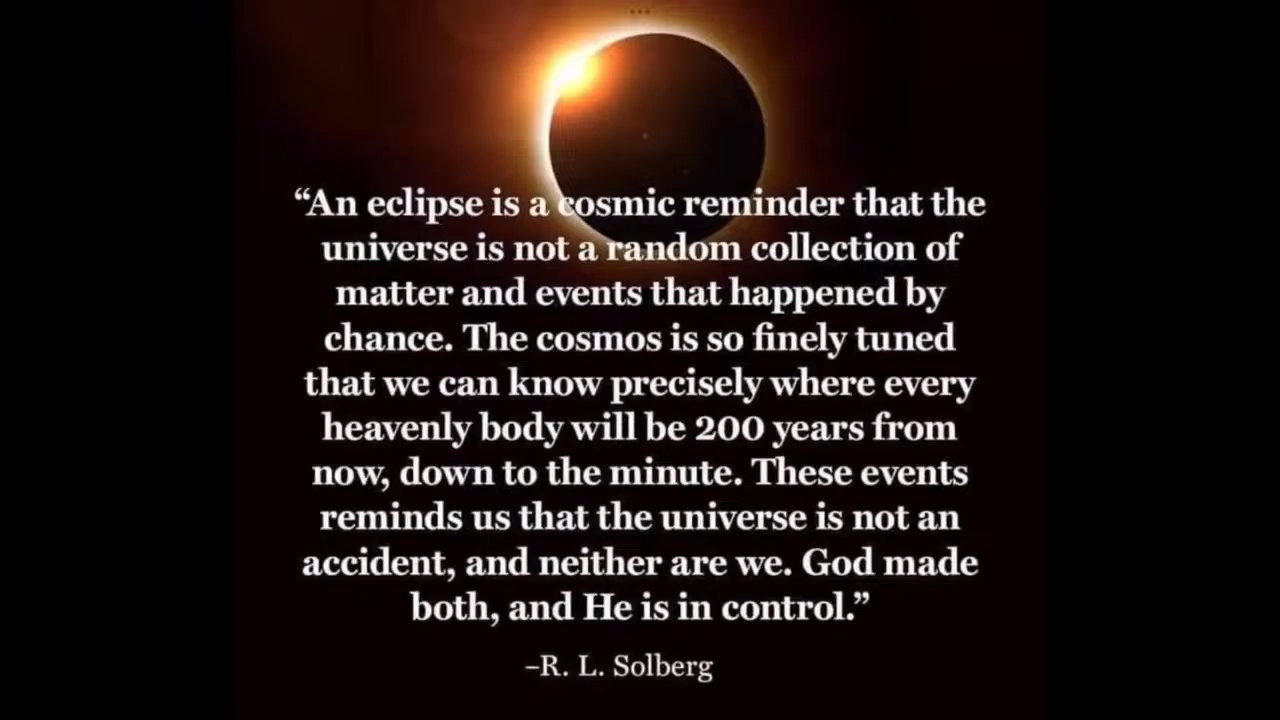 “An eclipse is a cosmic reminder that the
universe is not a random collection of
matter and events that happened by
chance. The cosmos is so finely tuned
that we can know precisely where every
heavenly body will be 200 years from
now, down to the minute. These events
reminds us that the universe is not an
accident, and neither are we. God made
both, and He is in control.”
–R. L. Solberg